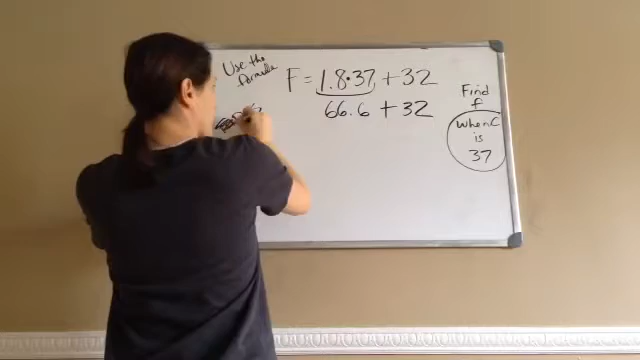 Use the
formula
F = 1.8•37 + 32
66.6 + 32
Find
f
when C
is
37